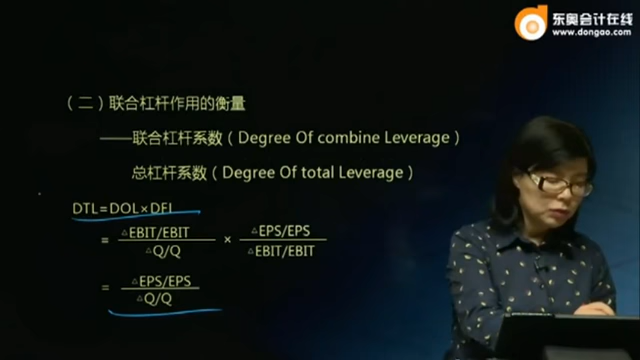 东奥会计在线
www.dongao.com
（二）联合杠杆作用的衡量
——联合杠杆系数（Degree Of combine Leverage）
总杠杆系数（Degree Of total Leverage）
DTL=DOL×DFL
= △EBIT/EBIT / △Q/Q × △EPS/EPS / △EBIT/EBIT
= △EPS/EPS / △Q/Q